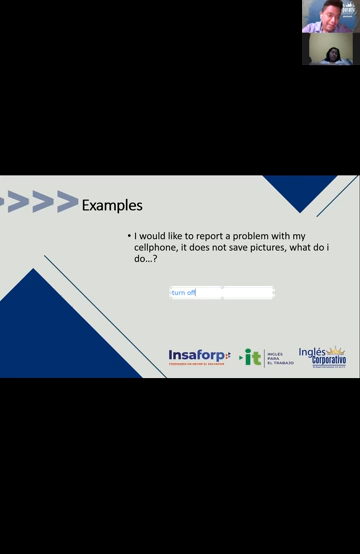 >>>> Examples
• I would like to report a problem with my
cellphone, it does not save pictures, what do i
do...?
turn off
Insaforp
it
INGLÉS
PARA
EL TRABAJO
Inglés
Corporativo